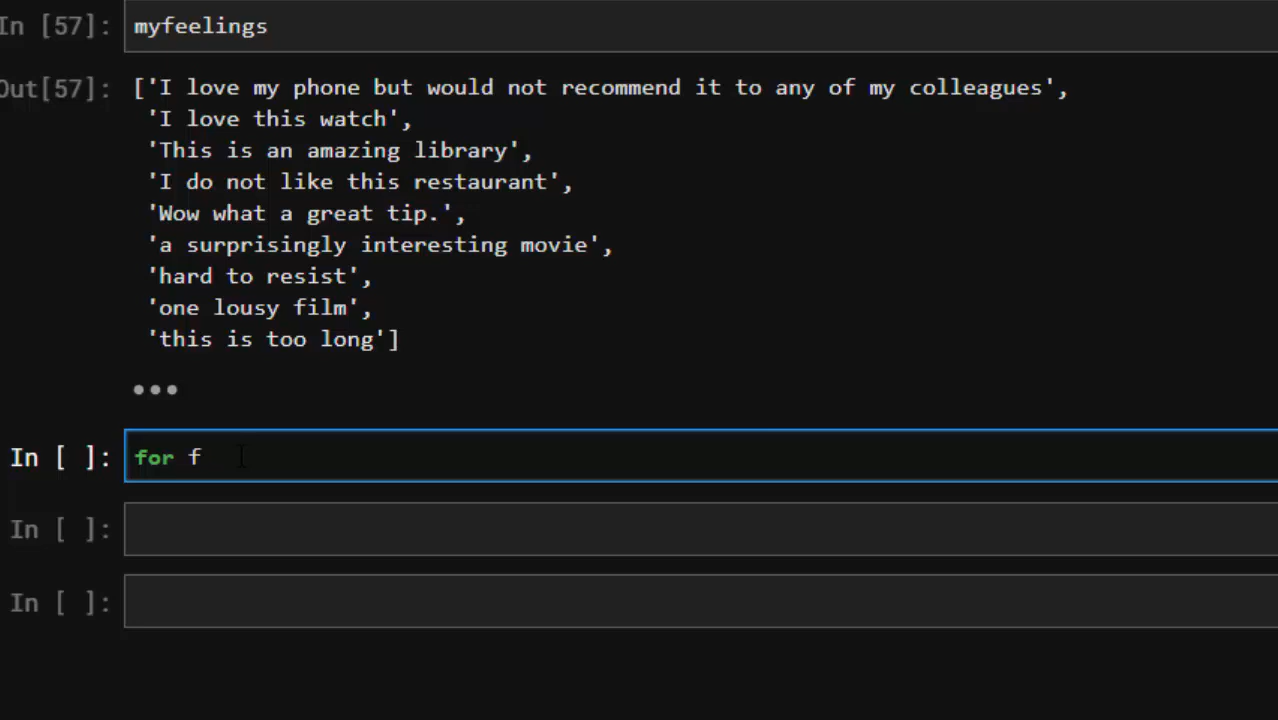 In [57]: myfeelings
Out[57]: ['I love my phone but would not recommend it to any of my colleagues',
'I love this watch',
'This is an amazing library',
'I do not like this restaurant',
'Wow what a great tip.',
'a surprisingly interesting movie',
'hard to resist',
'one lousy film',
'this is too long']
•••
In [ ]: for f
In [ ]:
In [ ]: